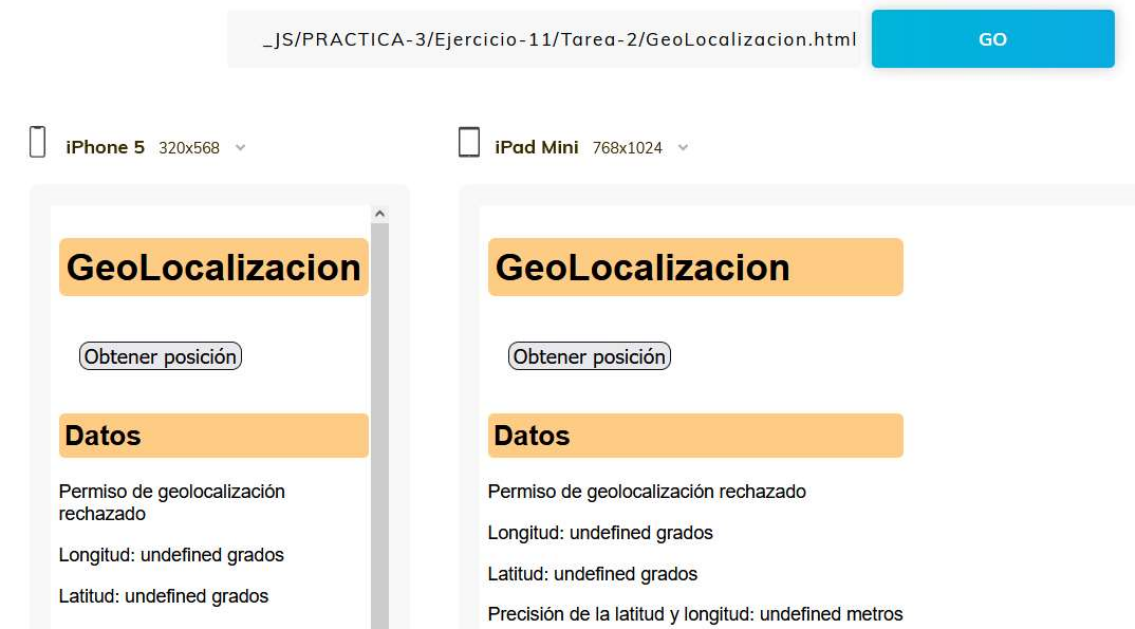 _JS/PRACTICA-3/Ejercicio-11/Tarea-2/GeoLocalizacion.html
GO
iPhone 5 320x568
iPad Mini 768x1024
GeoLocalizacion
Obtener posición
Datos
Permiso de geolocalización
rechazado
Longitud: undefined grados
Latitud: undefined grados
GeoLocalizacion
Obtener posición
Datos
Permiso de geolocalización rechazado
Longitud: undefined grados
Latitud: undefined grados
Precisión de la latitud y longitud: undefined metros